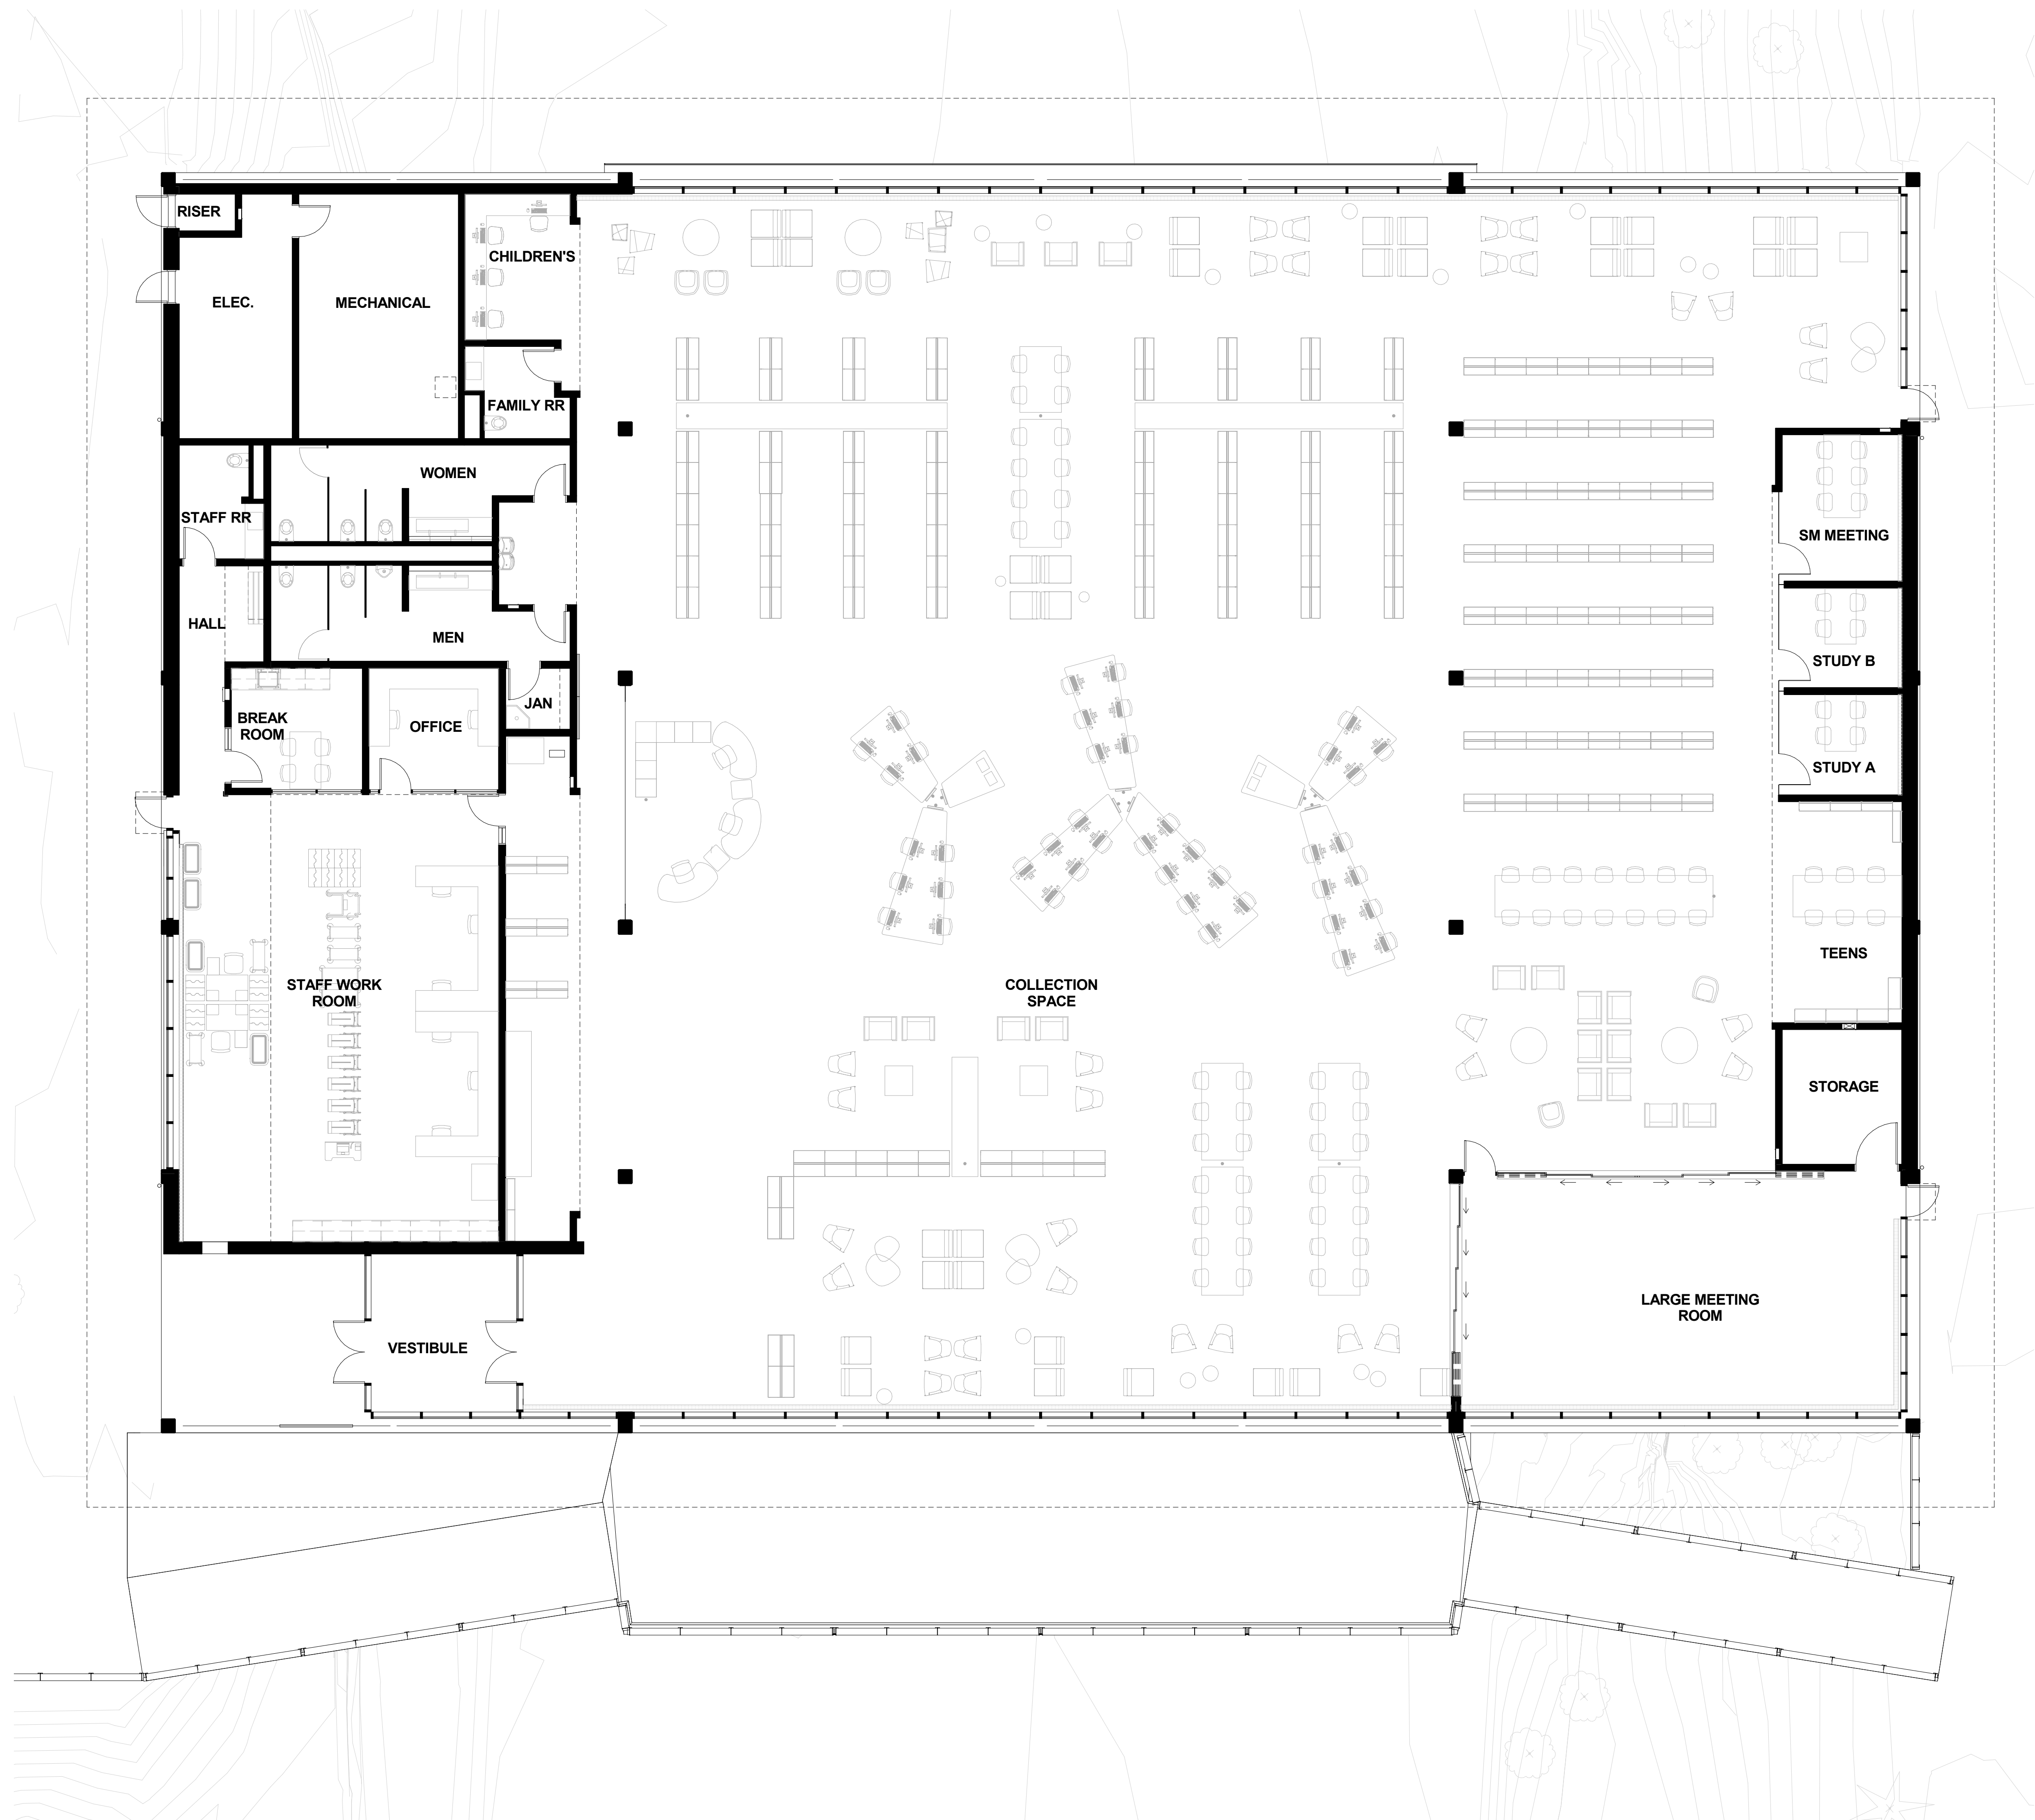 RISER
CHILDREN'S
ELEC.
MECHANICAL
FAMILY RR
WOMEN
STAFF RR
SM MEETING
HALL
MEN
STUDY B
JAN
BREAK
ROOM
OFFICE
STUDY A
TEENS
STAFF WORK
ROOM
COLLECTION
SPACE
STORAGE
LARGE MEETING
ROOM
VESTIBULE